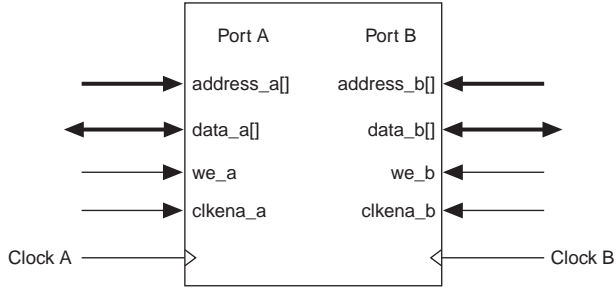 Port A Port B
address_a[] address_b[]
data_a[] data_b[]
we_a we_b
clkena_a clkena_b
Clock A Clock B